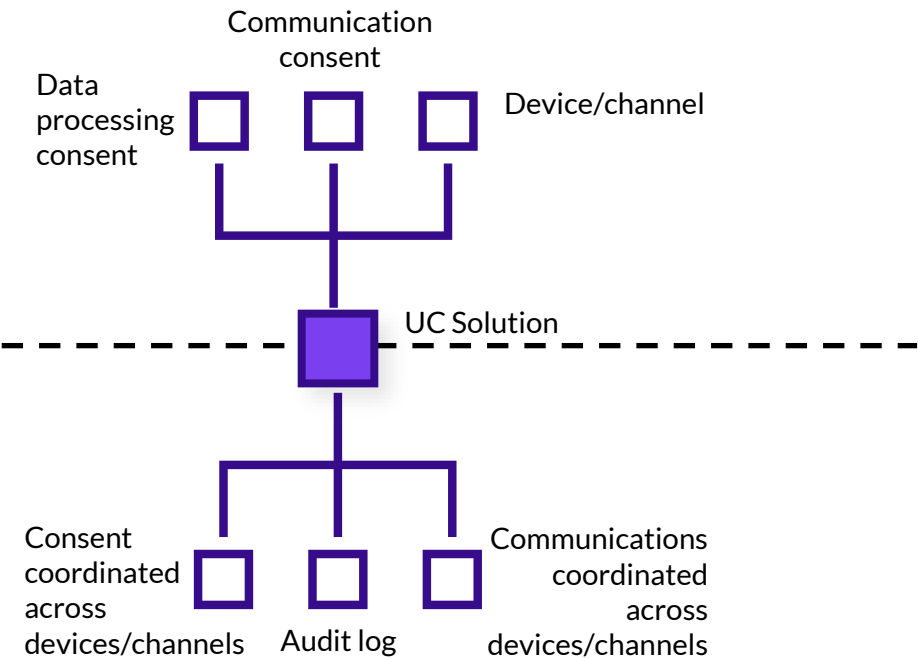 Communication
consent
Data
processing
consent
Device/channel
UC Solution
Consent
coordinated
across
devices/channels
Audit log
Communications
coordinated
across
devices/channels